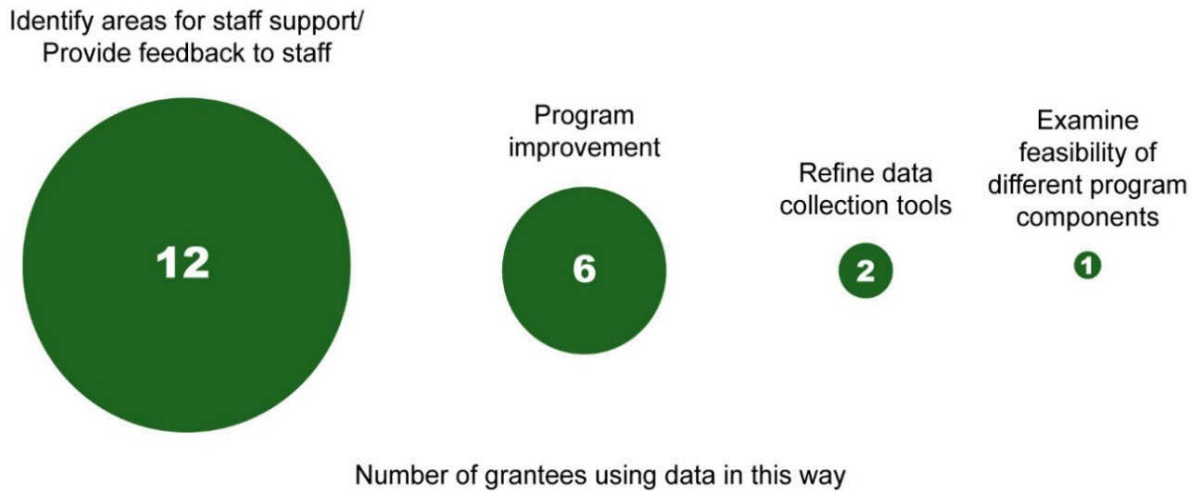 Identify areas for staff support/
Provide feedback to staff
12
Program
improvement
6
Refine data
collection tools
2
Examine
feasibility of
different program
components
1
Number of grantees using data in this way